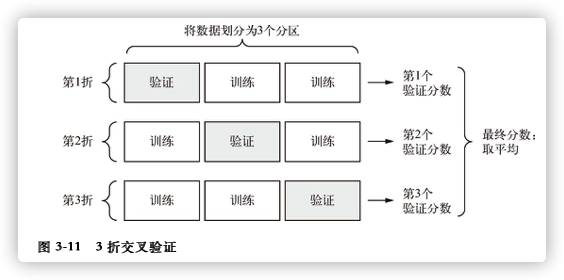 将数据划分为3个分区
第1折
验证
训练
训练
第1个
验证分数
第2折
训练
验证
训练
第2个
验证分数
最终分数:
取平均
第3折
训练
训练
验证
第3个
验证分数
图 3-11 3 折交叉验证